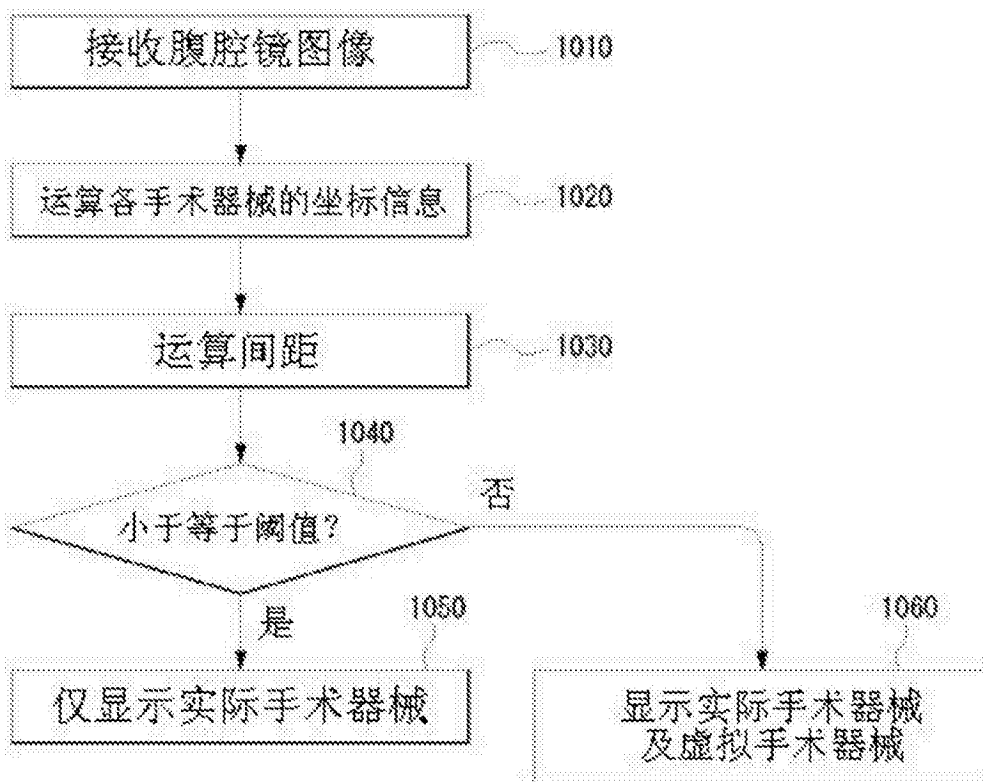 接收腹腔镜图像
1010
运算各手术器械的坐标信息
1020
运算间距
1030
1040
小于等于阈值?
否
是
1050
仅显示实际手术器械
1060
显示实际手术器械
及虚拟手术器械